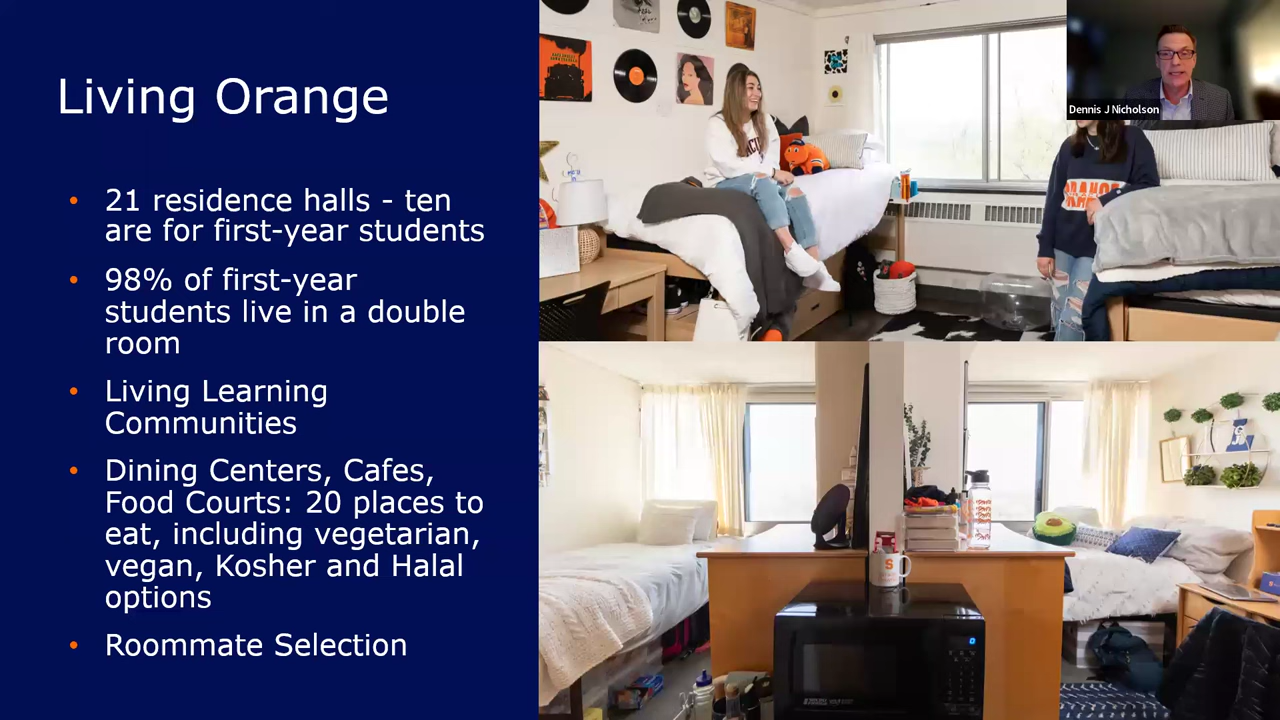 Living Orange
• 21 residence halls - ten
are for first-year students
• 98% of first-year
students live in a double
room
• Living Learning
Communities
• Dining Centers, Cafes,
Food Courts: 20 places to
eat, including vegetarian,
vegan, Kosher and Halal
options
• Roommate Selection
Dennis J Nicholson
ORANGE
S